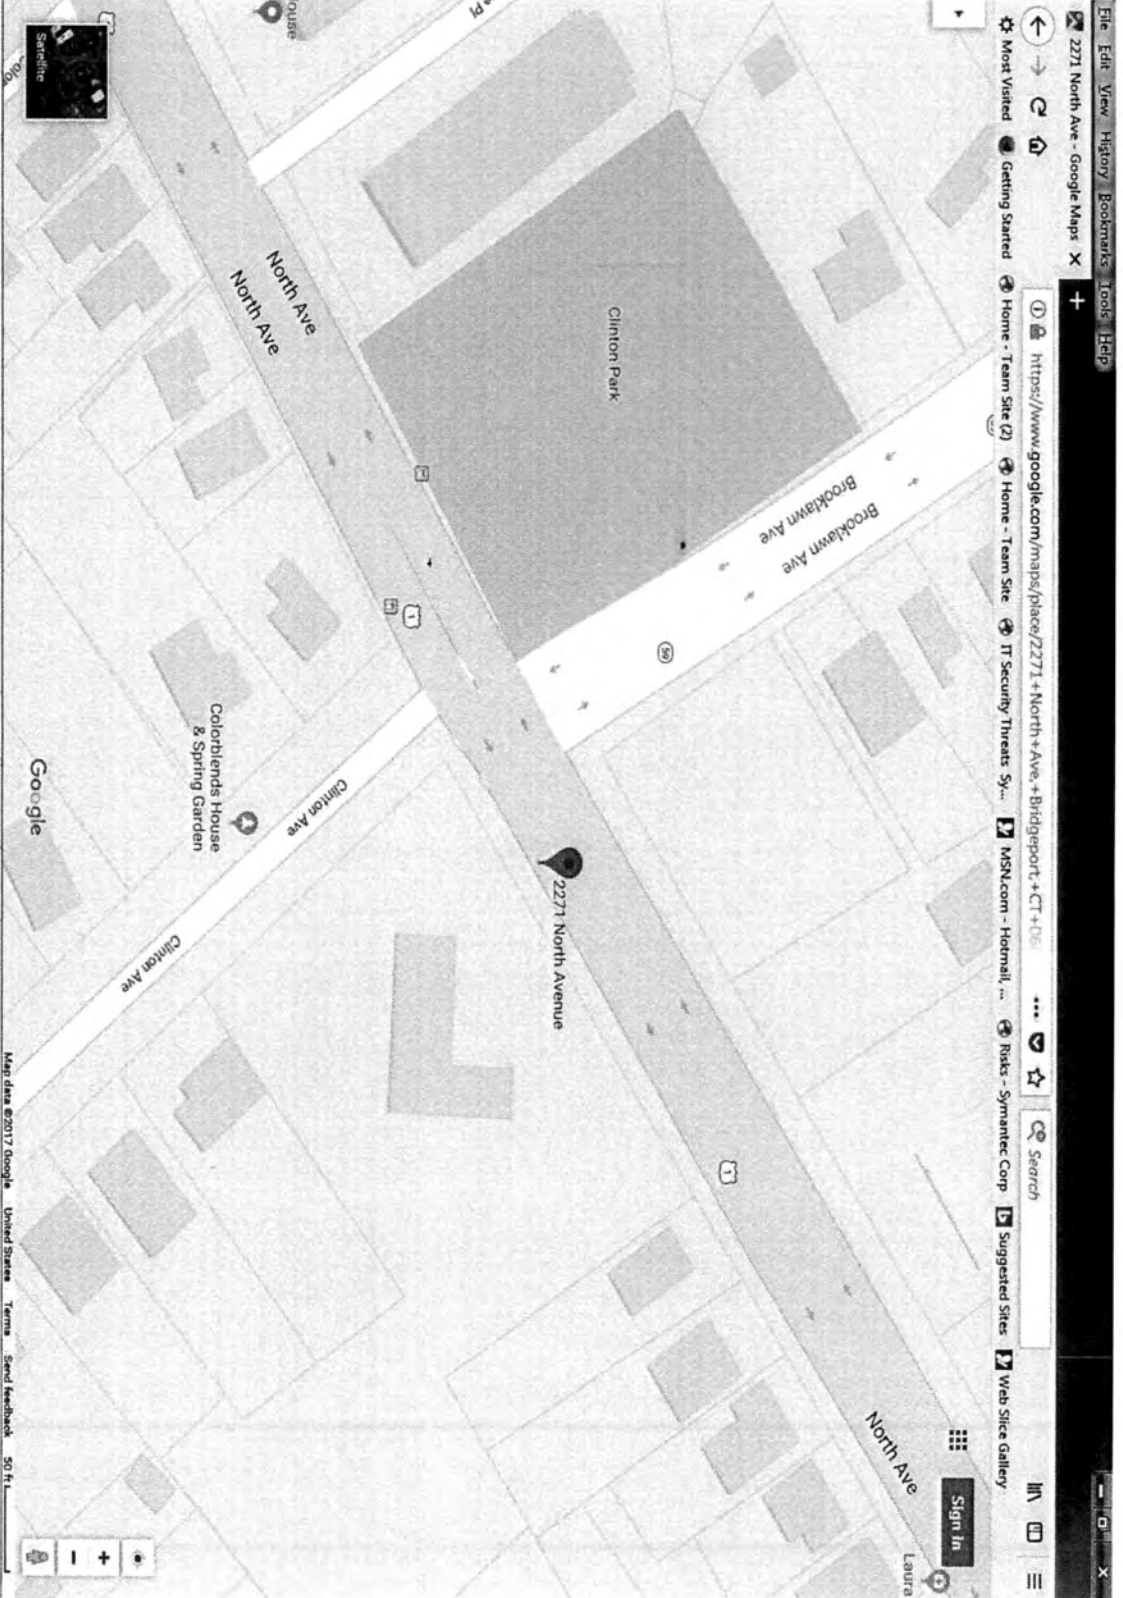 File Edit View History Bookmarks Tools Help
2271 North Ave - Google Maps X
https://www.google.com/maps/place/2271+North+Ave,+Bridgeport,+CT+06
Search
Most Visited Getting Started Home - Team Site (2) Home - Team Site IT Security Threats Sy... MSN.com - Hotmail, ... Risks - Symantec Corp Suggested Sites Web Slice Gallery
Sign in
Laura
North Ave
Brooklawn Ave
Brooklawn Ave
59
Clinton Park
1
2271 North Avenue
North Ave
North Ave
1
Clinton Ave
Colorblends House
& Spring Garden
Clinton Ave
Satellite
Google
Map data ©2017 Google United States Terms Send feedback 50 ft